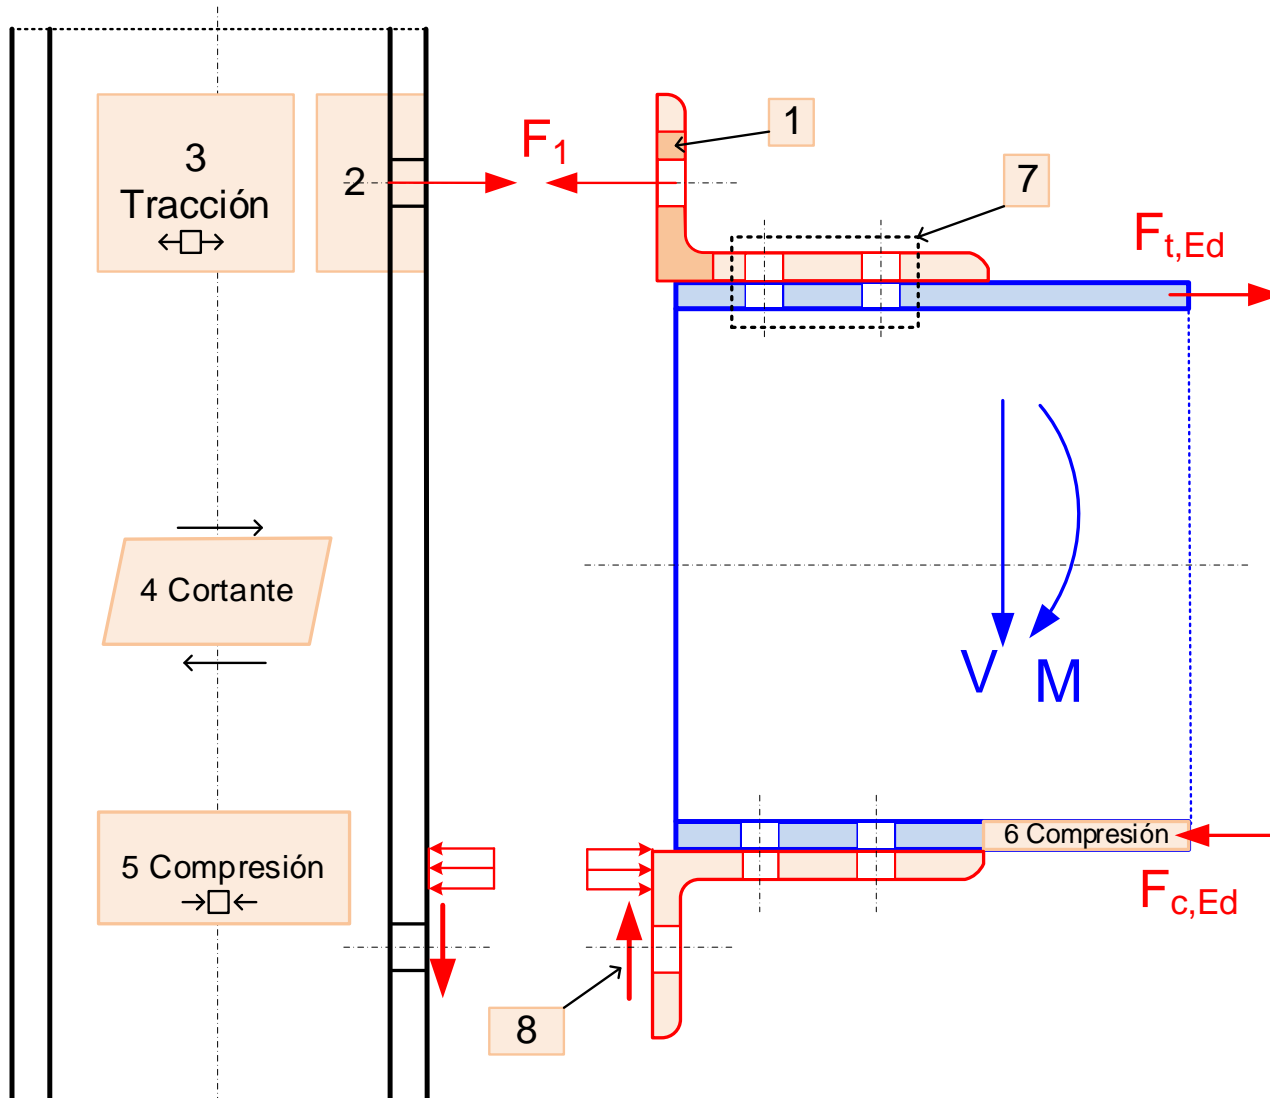 1
F1
3
Tracción
2
7
Ft,Ed
4 Cortante
V
M
6 Compresión
5 Compresión
Fc,Ed
8